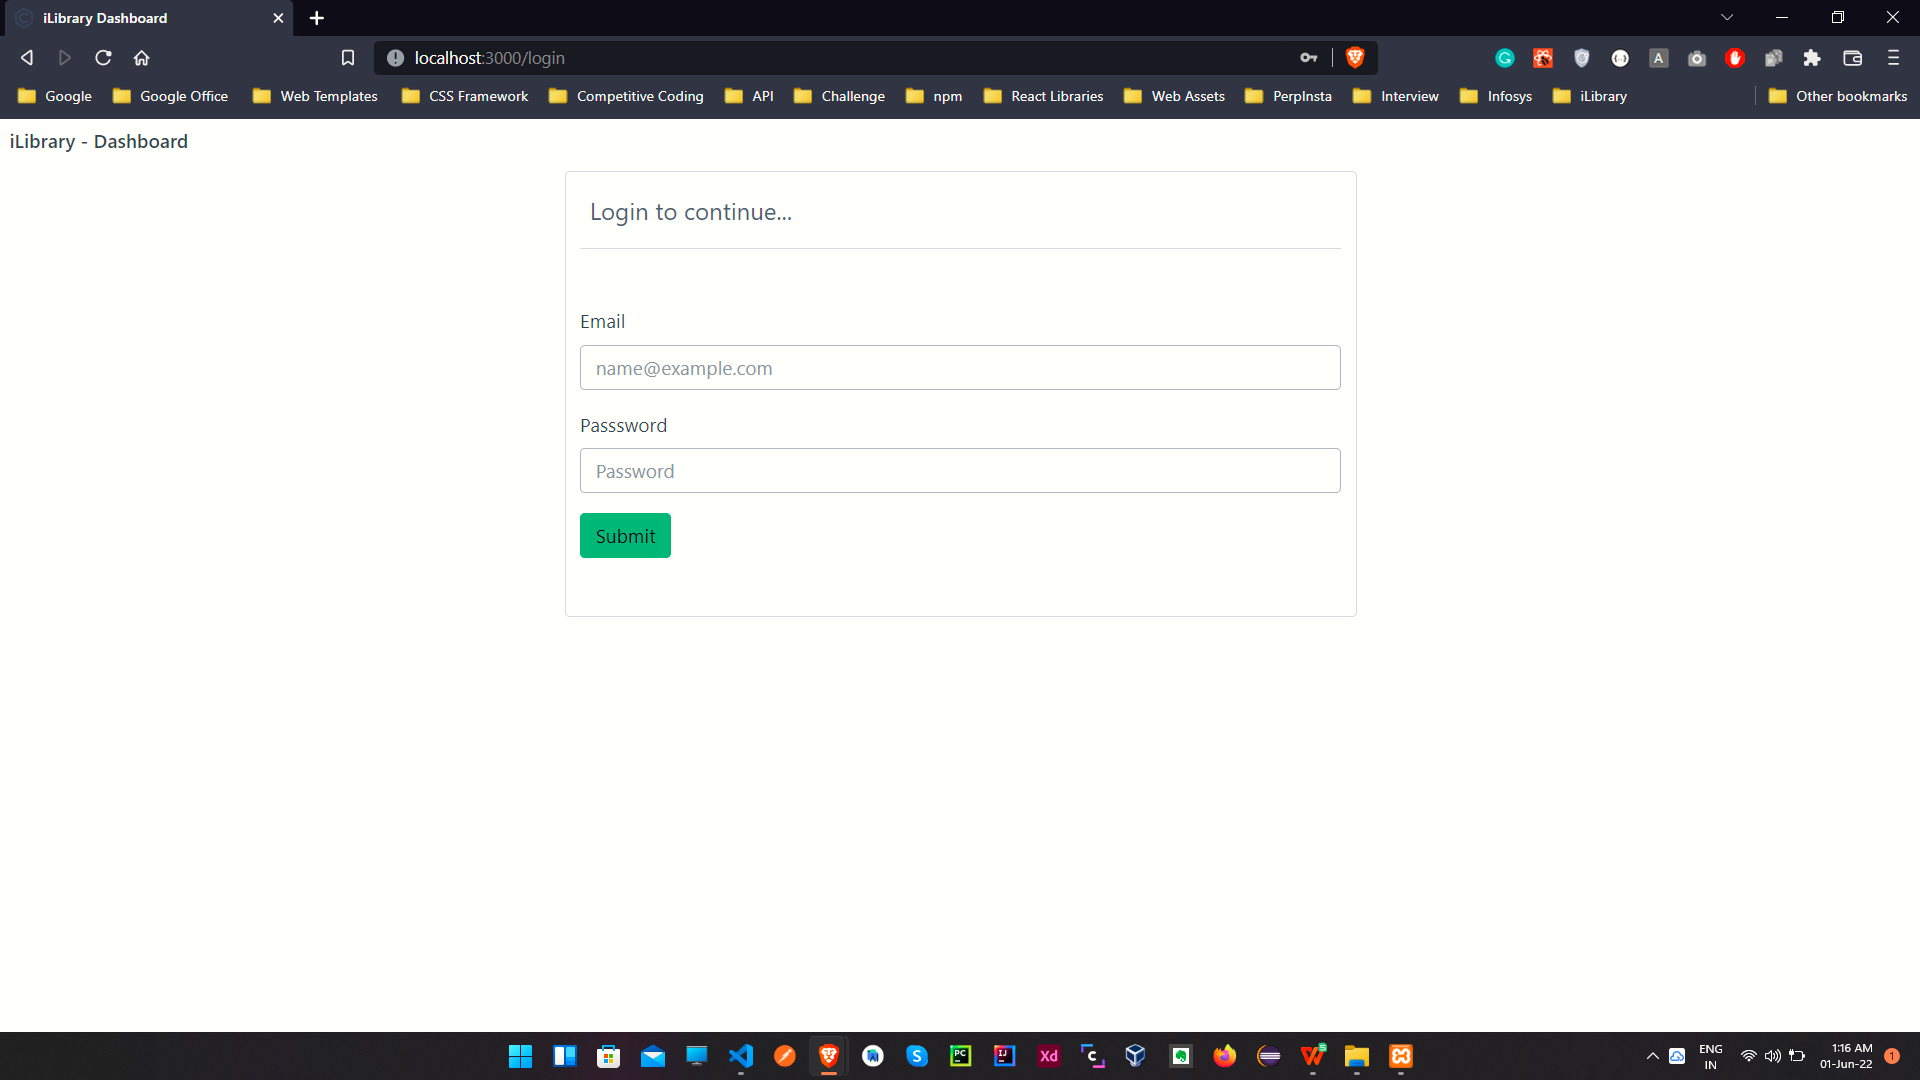 iLibrary Dashboard
localhost:3000/login
Google
Google Office
Web Templates
CSS Framework
Competitive Coding
API
Challenge
npm
React Libraries
Web Assets
PerpInsta
Interview
Infosys
iLibrary
Other bookmarks
iLibrary - Dashboard
Login to continue...
Email
name@example.com
Passsword
Password
Submit
ENG
IN
1:16 AM
01-Jun-22
1